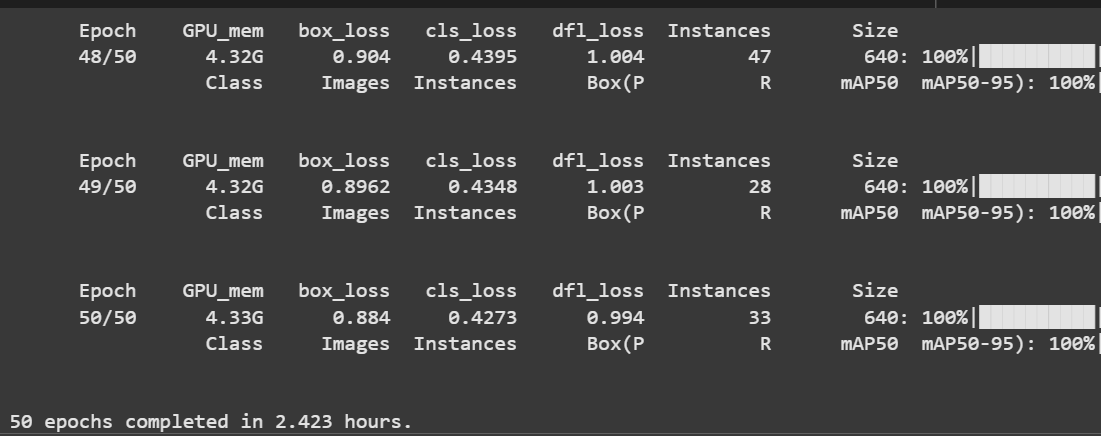 Epoch GPU_mem box_loss cls_loss dfl_loss Instances Size
48/50 4.32G 0.904 0.4395 1.004 47 640: 100%|██████████|
Class Images Instances Box(P R mAP50 mAP50-95): 100%|
Epoch GPU_mem box_loss cls_loss dfl_loss Instances Size
49/50 4.32G 0.8962 0.4348 1.003 28 640: 100%|██████████|
Class Images Instances Box(P R mAP50 mAP50-95): 100%|
Epoch GPU_mem box_loss cls_loss dfl_loss Instances Size
50/50 4.33G 0.884 0.4273 0.994 33 640: 100%|██████████|
Class Images Instances Box(P R mAP50 mAP50-95): 100%|
50 epochs completed in 2.423 hours.